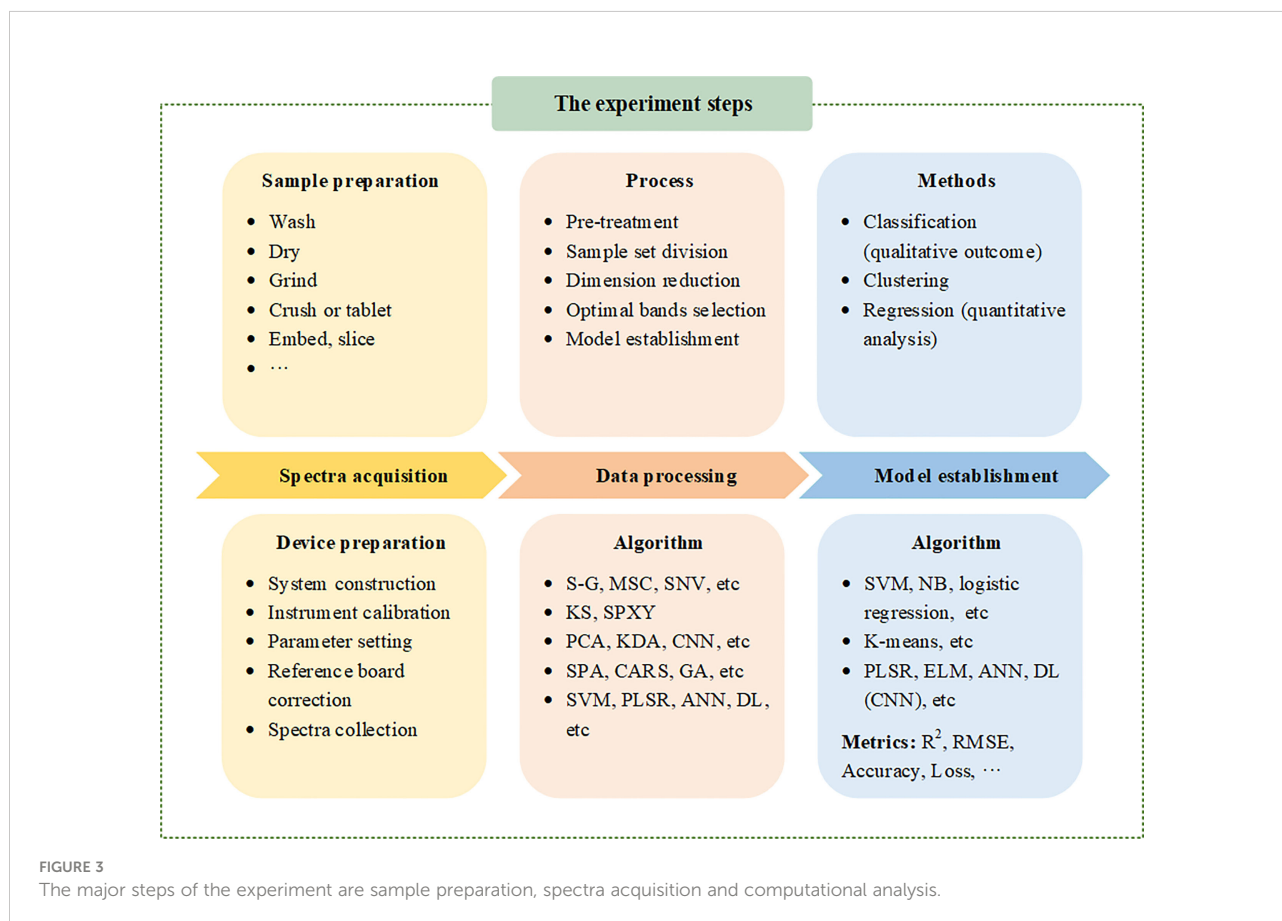 The experiment steps
Sample preparation
• Wash
• Dry
• Grind
• Crush or tablet
• Embed, slice
• ···
Process
• Pre-treatment
• Sample set division
• Dimension reduction
• Optimal bands selection
• Model establishment
Methods
• Classification
(qualitative outcome)
• Clustering
• Regression (quantitative
analysis)
Spectra acquisition
Data processing
Model establishment
Device preparation
• System construction
• Instrument calibration
• Parameter setting
• Reference board
correction
• Spectra collection
Algorithm
• S-G, MSC, SNV, etc
• KS, SPXY
• PCA, KDA, CNN, etc
• SPA, CARS, GA, etc
• SVM, PLSR, ANN, DL,
etc
Algorithm
• SVM, NB, logistic
regression, etc
• K-means, etc
• PLSR, ELM, ANN, DL
(CNN), etc
Metrics: R², RMSE,
Accuracy, Loss, ···
FIGURE 3
The major steps of the experiment are sample preparation, spectra acquisition and computational analysis.